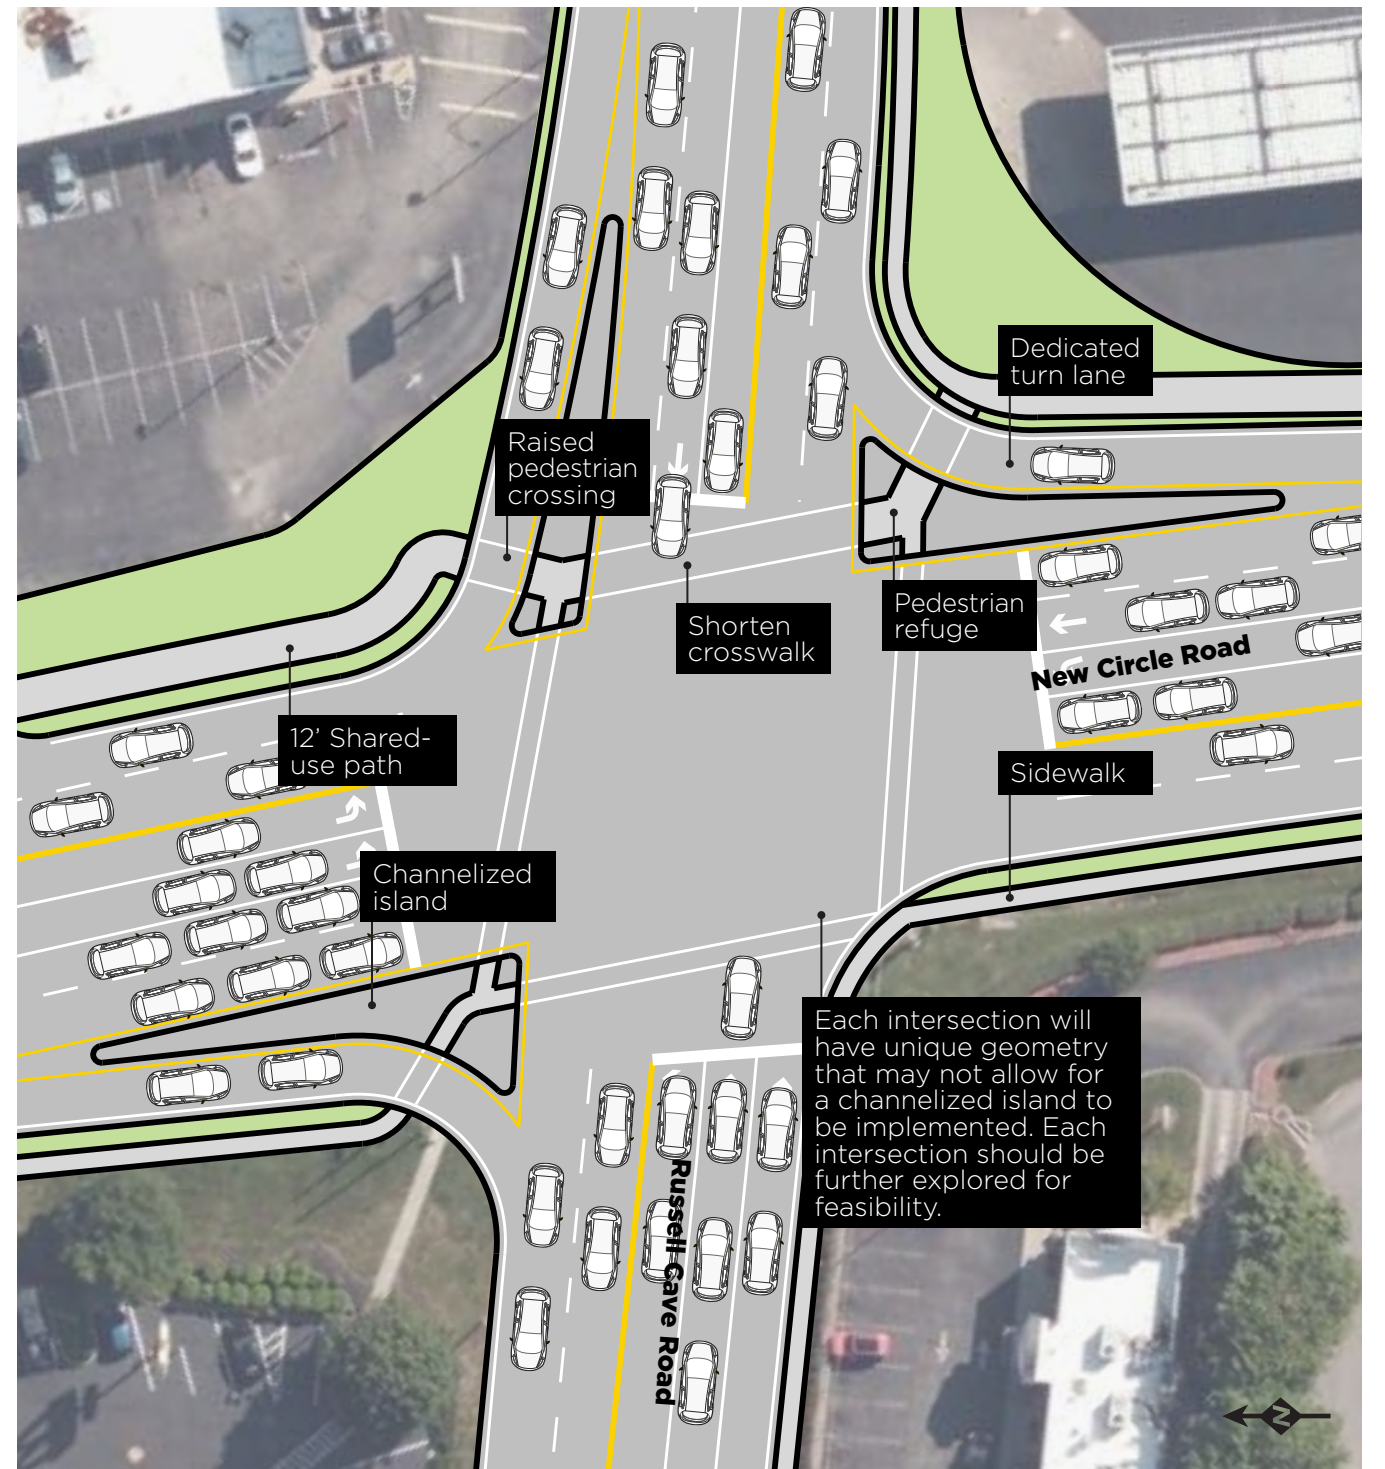 Dedicated
turn lane
Raised
pedestrian
crossing
Pedestrian
refuge
Shorten
crosswalk
New Circle Road
12’ Shared-
use path
Sidewalk
Channelized
island
Each intersection will
have unique geometry
that may not allow for
a channelized island to
be implemented. Each
intersection should be
further explored for
feasibility.
Russell Cave Road
N